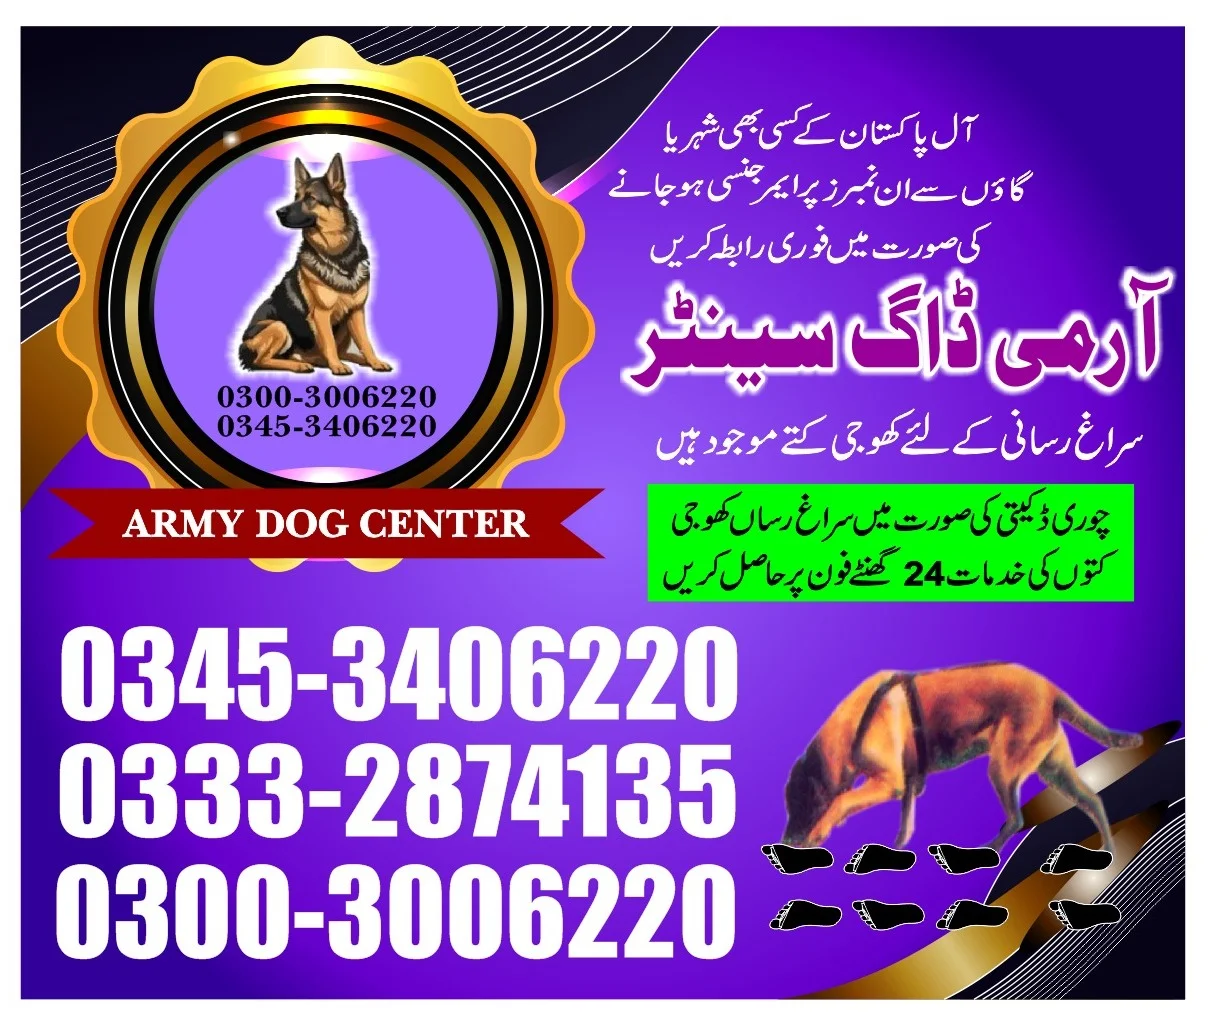 آل پاکستان کے کسی بھی شہر یا
گاؤں سے ان نمبرز پر ایمرجنسی ہو جانے
کی صورت میں فوری رابطہ کریں
آرمی ڈاگ سینٹر
سراغ رسانی کے لئے کھوجی کتے موجود ہیں
چوری ڈکیتی کی صورت میں سراغ رساں کھوجی
کتوں کی خدمات 24 گھنٹے فون پر حاصل کریں
0300-3006220
0345-3406220
ARMY DOG CENTER
0345-3406220
0333-2874135
0300-3006220